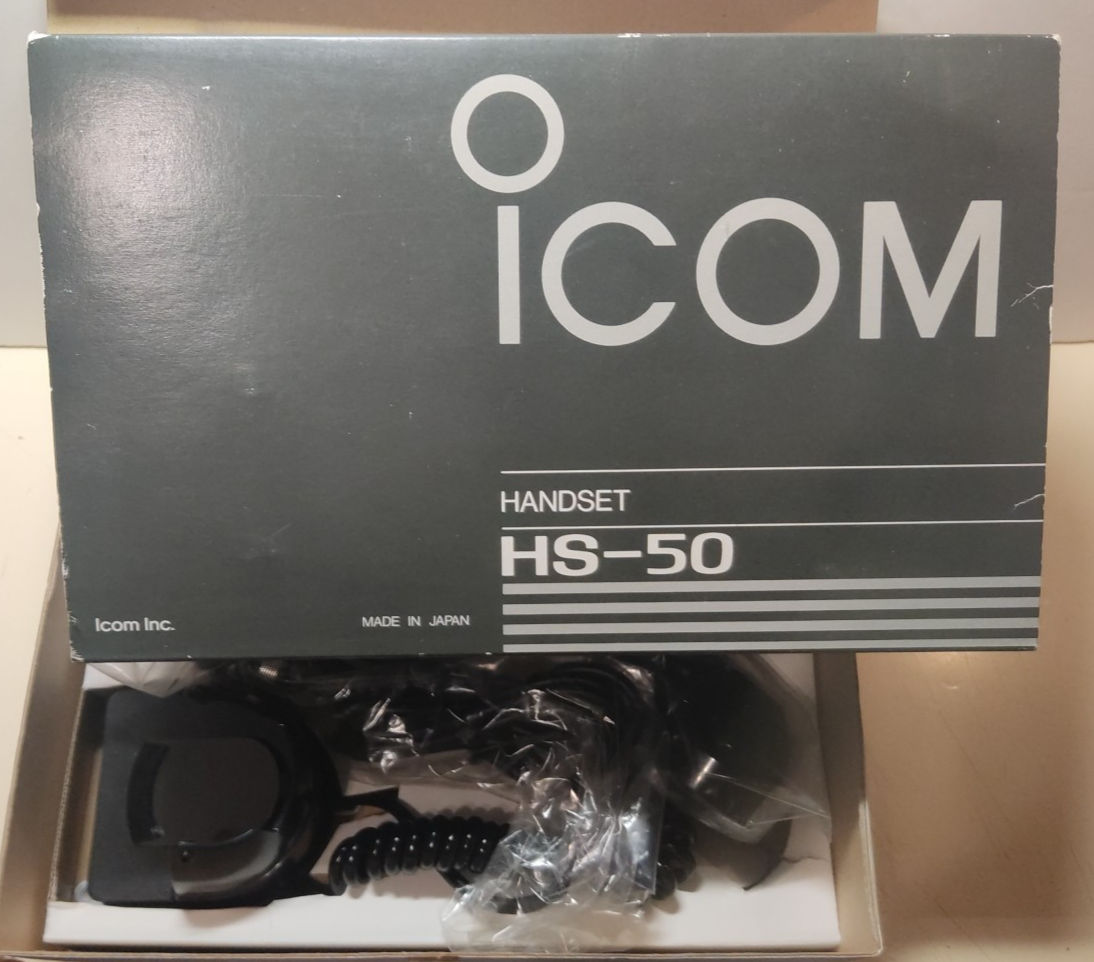 ICOM
HANDSET
HS-50
Icom Inc.
MADE IN JAPAN